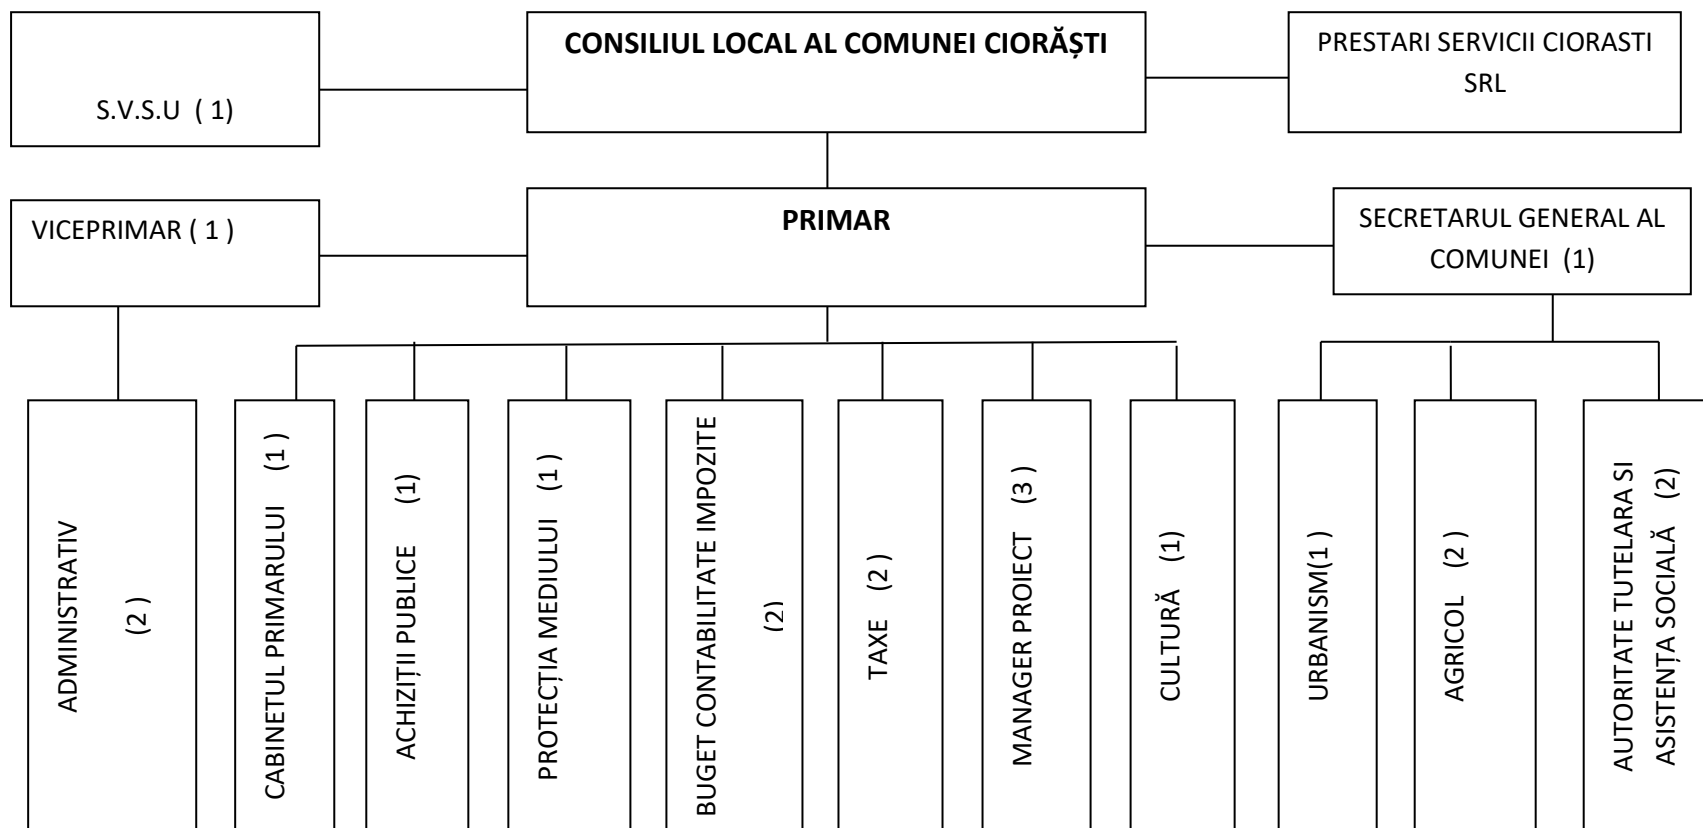 CONSILIUL LOCAL AL COMUNEI CIORĂȘTI
PRESTARI SERVICII CIORASTI
SRL
S.V.S.U ( 1)
VICEPRIMAR ( 1 )
PRIMAR
SECRETARUL GENERAL AL
COMUNEI (1)
ADMINISTRATIV
(2 )
CABINETUL PRIMARULUI (1 )
ACHIZIȚII PUBLICE (1)
PROTECȚIA MEDIULUI (1 )
BUGET CONTABILITATE IMPOZITE
(2)
TAXE (2 )
MANAGER PROIECT (3 )
CULTURĂ (1)
URBANISM(1 )
AGRICOL (2 )
AUTORITATE TUTELARA SI
ASISTENȚA SOCIALĂ (2)